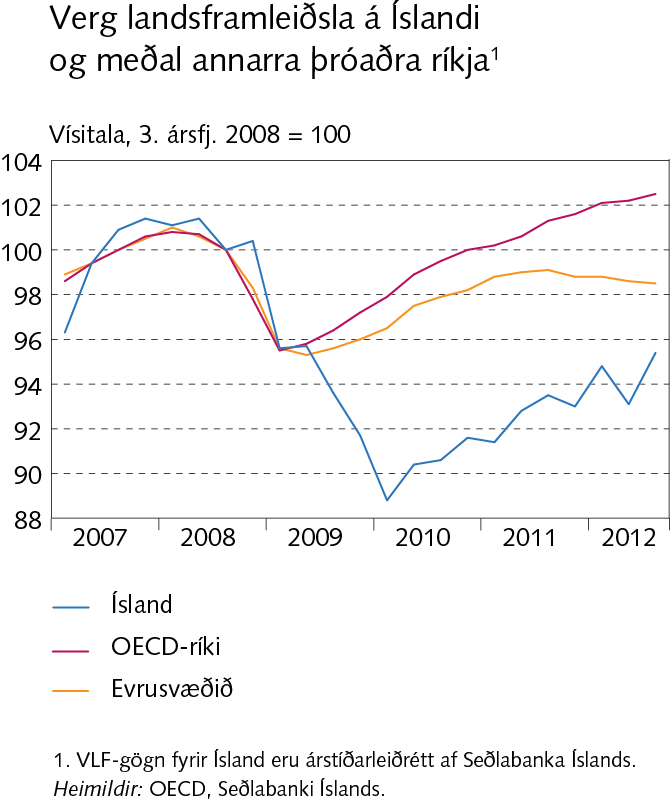 Verg landsframleiðsla á Íslandi
og meðal annarra þróaðra ríkja¹
Vísitala, 3. ársfj. 2008 = 100
104
102
100
98
96
94
92
90
88
2007 2008 2009 2010 2011 2012
Ísland
OECD-ríki
Evrusvæðið
1. VLF-gögn fyrir Ísland eru árstíðarleiðrétt af Seðlabanka Íslands.
Heimildir: OECD, Seðlabanki Íslands.